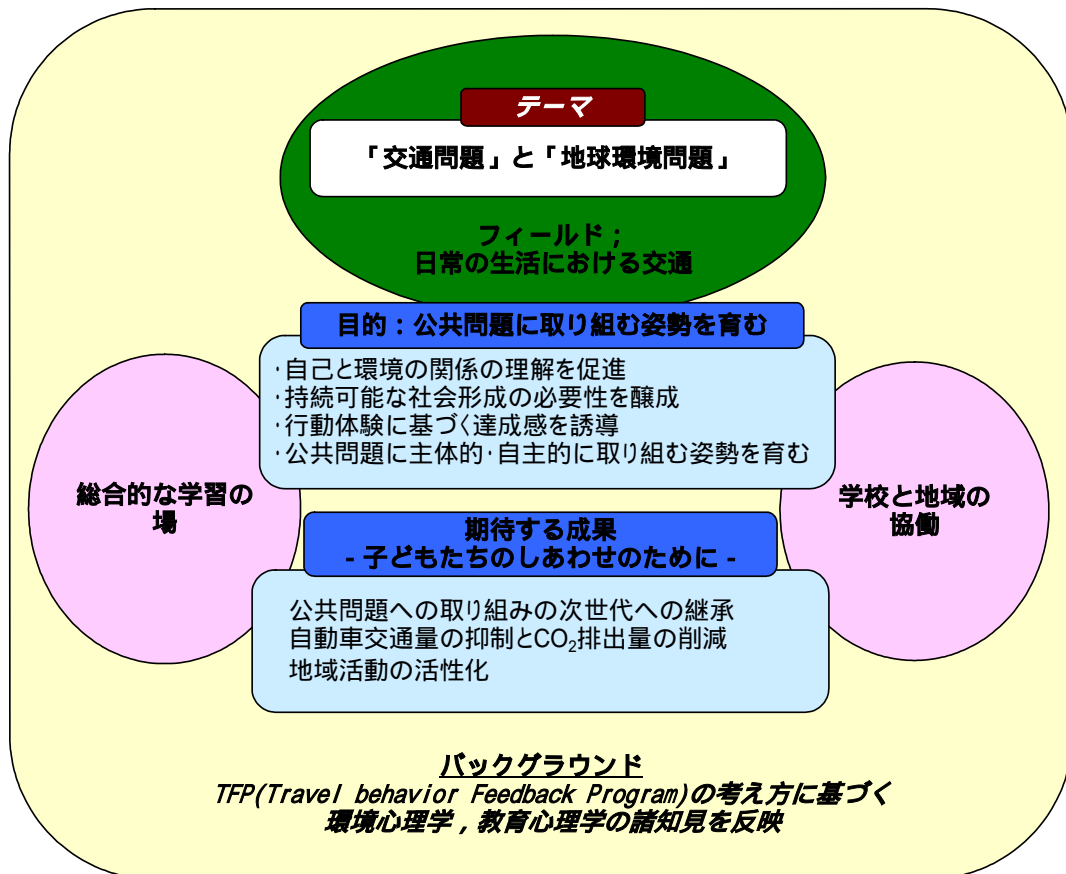 テーマ
「交通問題」と「地球環境問題」
フィールド；
日常の生活における交通
目的：公共問題に取り組む姿勢を育む
･自己と環境の関係の理解を促進
･持続可能な社会形成の必要性を醸成
･行動体験に基づく達成感を誘導
･公共問題に主体的･自主的に取り組む姿勢を育む
総合的な学習の
場
学校と地域の
協働
期待する成果
- 子どもたちのしあわせのために -
公共問題への取り組みの次世代への継承
自動車交通量の抑制とCO₂排出量の削減
地域活動の活性化
バックグラウンド
TFP(Travel behavior Feedback Program)の考え方に基づく
環境心理学，教育心理学の諸知見を反映